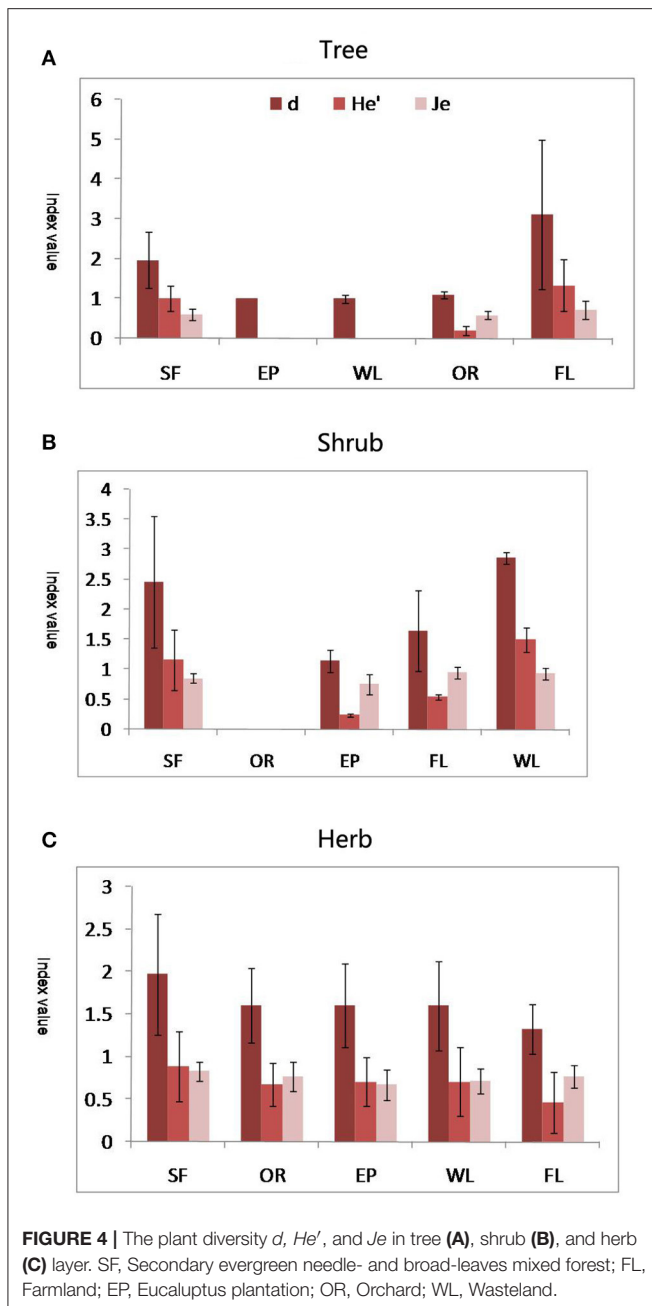 A
Tree
6
5
4
3
2
1
0
Index value
d He' Je
SF EP WL OR FL
B
Shrub
4
3.5
3
2.5
2
1.5
1
0.5
0
Index value
SF OR EP FL WL
C
Herb
3
2.5
2
1.5
1
0.5
0
Index value
SF OR EP WL FL
FIGURE 4 | The plant diversity d, He′, and Je in tree (A), shrub (B), and herb
(C) layer. SF, Secondary evergreen needle- and broad-leaves mixed forest; FL,
Farmland; EP, Eucaluptus plantation; OR, Orchard; WL, Wasteland.